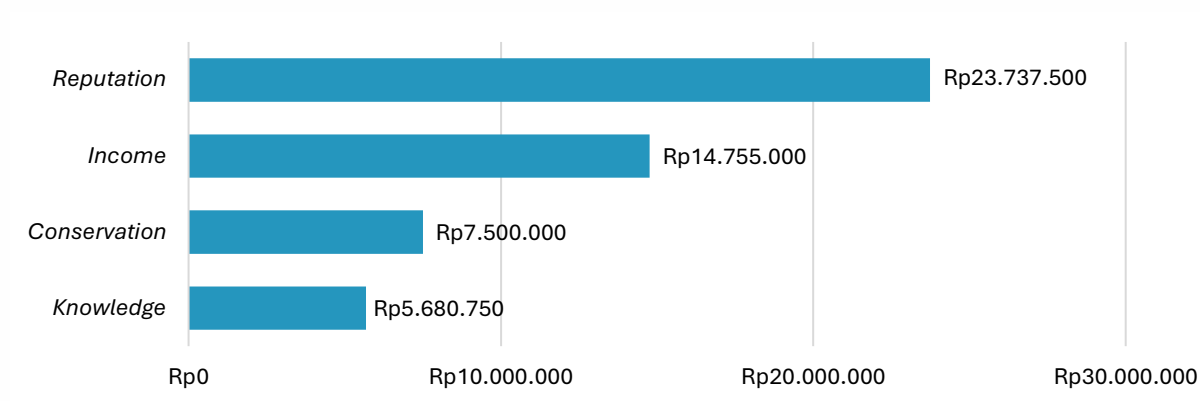 Reputation Rp23.737.500
Income Rp14.755.000
Conservation Rp7.500.000
Knowledge Rp5.680.750
Rp0 Rp10.000.000 Rp20.000.000 Rp30.000.000